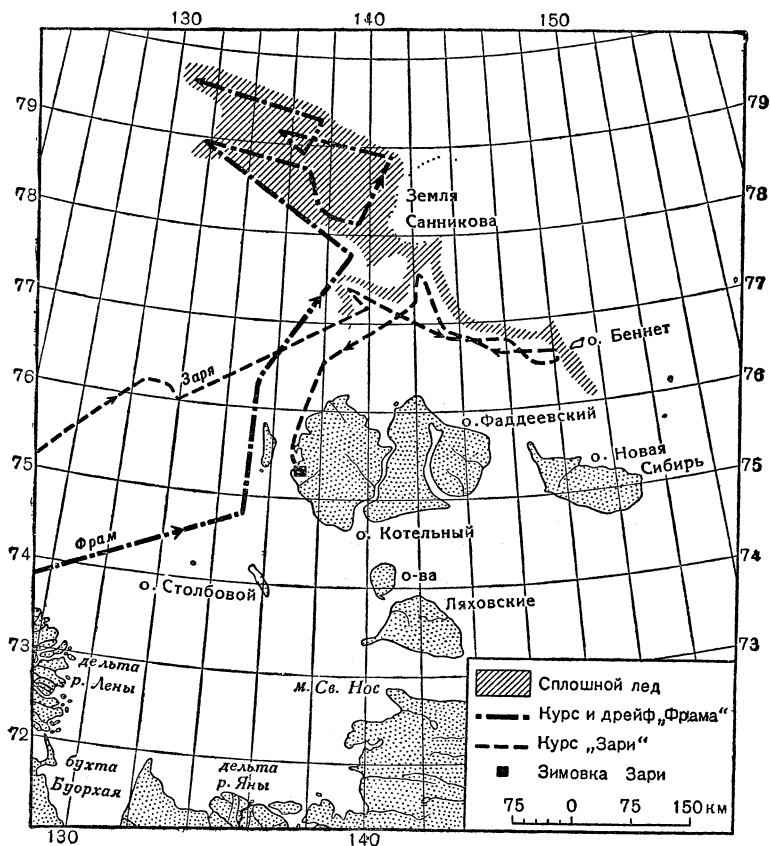 130 140 150
79 79
78 78
Земля
Санникова
77 77
о. Беннет
Заря
76 76
о. Фаддеевский
о. Новая
Сибирь
75 75
Фрам
о. Котельный
74 74
о. Столбовой
о-ва
Ляховские
73 73
дельта
р. Лены
м. Св. Нос
72
бухта
Буорхая
дельта
р. Яны
130 140
Сплошной лед
Курс и дрейф „Фрама“
Курс „Зари“
Зимовка Зари
75 0 75 150 км